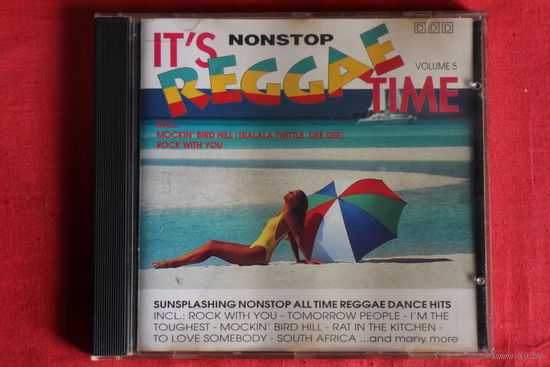 NONSTOP
IT'S REGGAE TIME
VOLUME 5
DDD
INCL.:
MOCKIN' BIRD HILL (TRALALA TWITTLE DEE DEE)
ROCK WITH YOU
SUNSPLASHING NONSTOP ALL TIME REGGAE DANCE HITS
INCL.: ROCK WITH YOU - TOMORROW PEOPLE - I'M THE
TOUGHEST - MOCKIN' BIRD HILL - RAT IN THE KITCHEN -
TO LOVE SOMEBODY - SOUTH AFRICA ...and many more
www.ay.by